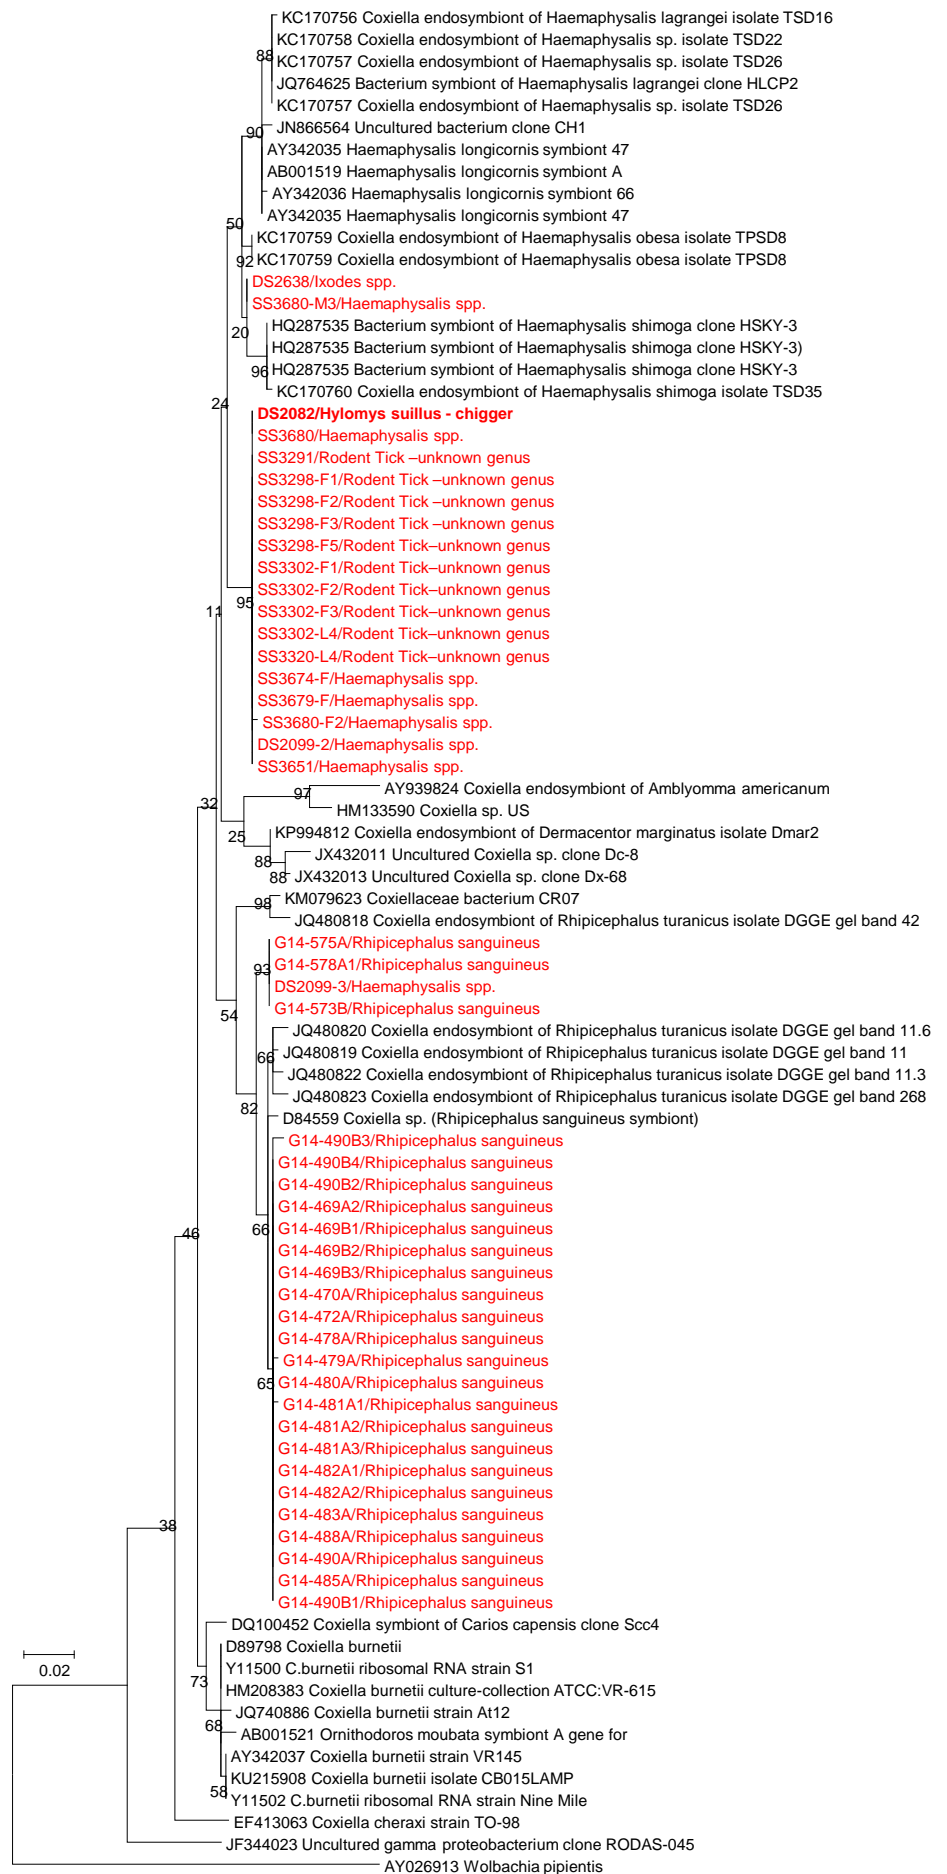 KC170756 Coxiella endosymbiont of Haemaphysalis lagrangei isolate TSD16
KC170758 Coxiella endosymbiont of Haemaphysalis sp. isolate TSD22
88
KC170757 Coxiella endosymbiont of Haemaphysalis sp. isolate TSD26
JQ764625 Bacterium symbiont of Haemaphysalis lagrangei clone HLCP2
KC170757 Coxiella endosymbiont of Haemaphysalis sp. isolate TSD26
90
JN866564 Uncultured bacterium clone CH1
AY342035 Haemaphysalis longicornis symbiont 47
AB001519 Haemaphysalis longicornis symbiont A
AY342036 Haemaphysalis longicornis symbiont 66
AY342035 Haemaphysalis longicornis symbiont 47
50
KC170759 Coxiella endosymbiont of Haemaphysalis obesa isolate TPSD8
92
KC170759 Coxiella endosymbiont of Haemaphysalis obesa isolate TPSD8
DS2638/Ixodes spp.
SS3680-M3/Haemaphysalis spp.
20
HQ287535 Bacterium symbiont of Haemaphysalis shimoga clone HSKY-3
HQ287535 Bacterium symbiont of Haemaphysalis shimoga clone HSKY-3)
96
HQ287535 Bacterium symbiont of Haemaphysalis shimoga clone HSKY-3
KC170760 Coxiella endosymbiont of Haemaphysalis shimoga isolate TSD35
24
DS2082/Hylomys suillus - chigger
SS3680/Haemaphysalis spp.
SS3291/Rodent Tick –unknown genus
SS3298-F1/Rodent Tick –unknown genus
SS3298-F2/Rodent Tick –unknown genus
SS3298-F3/Rodent Tick –unknown genus
SS3298-F5/Rodent Tick–unknown genus
SS3302-F1/Rodent Tick–unknown genus
SS3302-F2/Rodent Tick–unknown genus
95
11
SS3302-F3/Rodent Tick–unknown genus
SS3302-L4/Rodent Tick–unknown genus
SS3320-L4/Rodent Tick–unknown genus
SS3674-F/Haemaphysalis spp.
SS3679-F/Haemaphysalis spp.
SS3680-F2/Haemaphysalis spp.
DS2099-2/Haemaphysalis spp.
SS3651/Haemaphysalis spp.
97
AY939824 Coxiella endosymbiont of Amblyomma americanum
32
HM133590 Coxiella sp. US
25
KP994812 Coxiella endosymbiont of Dermacentor marginatus isolate Dmar2
88
JX432011 Uncultured Coxiella sp. clone Dc-8
88
JX432013 Uncultured Coxiella sp. clone Dx-68
98
KM079623 Coxiellaceae bacterium CR07
JQ480818 Coxiella endosymbiont of Rhipicephalus turanicus isolate DGGE gel band 42
G14-575A/Rhipicephalus sanguineus
93
G14-578A1/Rhipicephalus sanguineus
DS2099-3/Haemaphysalis spp.
G14-573B/Rhipicephalus sanguineus
54
JQ480820 Coxiella endosymbiont of Rhipicephalus turanicus isolate DGGE gel band 11.6
66
JQ480819 Coxiella endosymbiont of Rhipicephalus turanicus isolate DGGE gel band 11
JQ480822 Coxiella endosymbiont of Rhipicephalus turanicus isolate DGGE gel band 11.3
JQ480823 Coxiella endosymbiont of Rhipicephalus turanicus isolate DGGE gel band 268
82
D84559 Coxiella sp. (Rhipicephalus sanguineus symbiont)
G14-490B3/Rhipicephalus sanguineus
G14-490B4/Rhipicephalus sanguineus
G14-490B2/Rhipicephalus sanguineus
G14-469A2/Rhipicephalus sanguineus
66
G14-469B1/Rhipicephalus sanguineus
46
G14-469B2/Rhipicephalus sanguineus
G14-469B3/Rhipicephalus sanguineus
G14-470A/Rhipicephalus sanguineus
G14-472A/Rhipicephalus sanguineus
G14-478A/Rhipicephalus sanguineus
G14-479A/Rhipicephalus sanguineus
65
G14-480A/Rhipicephalus sanguineus
G14-481A1/Rhipicephalus sanguineus
G14-481A2/Rhipicephalus sanguineus
G14-481A3/Rhipicephalus sanguineus
G14-482A1/Rhipicephalus sanguineus
G14-482A2/Rhipicephalus sanguineus
G14-483A/Rhipicephalus sanguineus
38
G14-488A/Rhipicephalus sanguineus
G14-490A/Rhipicephalus sanguineus
G14-485A/Rhipicephalus sanguineus
G14-490B1/Rhipicephalus sanguineus
DQ100452 Coxiella symbiont of Carios capensis clone Scc4
D89798 Coxiella burnetii
0.02
Y11500 C.burnetii ribosomal RNA strain S1
73
HM208383 Coxiella burnetii culture-collection ATCC:VR-615
JQ740886 Coxiella burnetii strain At12
68
AB001521 Ornithodoros moubata symbiont A gene for
AY342037 Coxiella burnetii strain VR145
KU215908 Coxiella burnetii isolate CB015LAMP
58
Y11502 C.burnetii ribosomal RNA strain Nine Mile
EF413063 Coxiella cheraxi strain TO-98
JF344023 Uncultured gamma proteobacterium clone RODAS-045
AY026913 Wolbachia pipientis